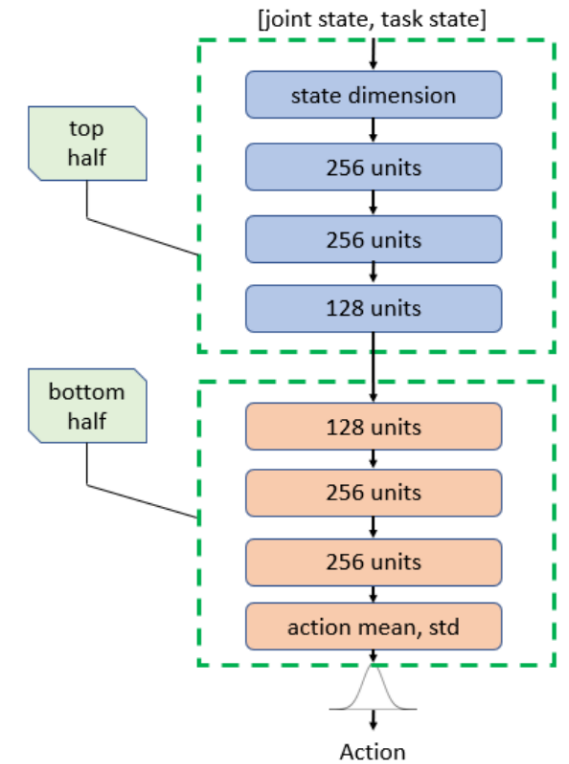 [joint state, task state]
state dimension
top
half
256 units
256 units
128 units
bottom
half
128 units
256 units
256 units
action mean, std
Action